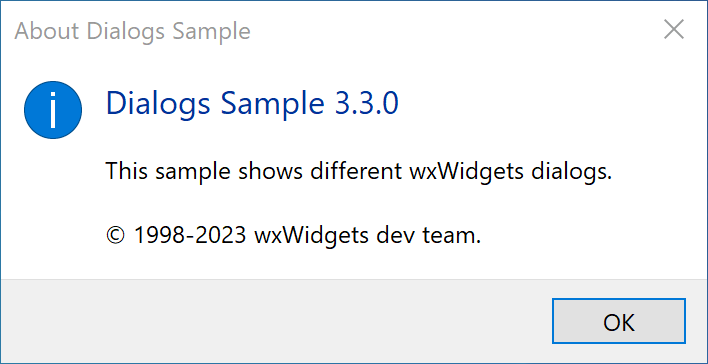 About Dialogs Sample
Dialogs Sample 3.3.0
This sample shows different wxWidgets dialogs.
© 1998-2023 wxWidgets dev team.
OK